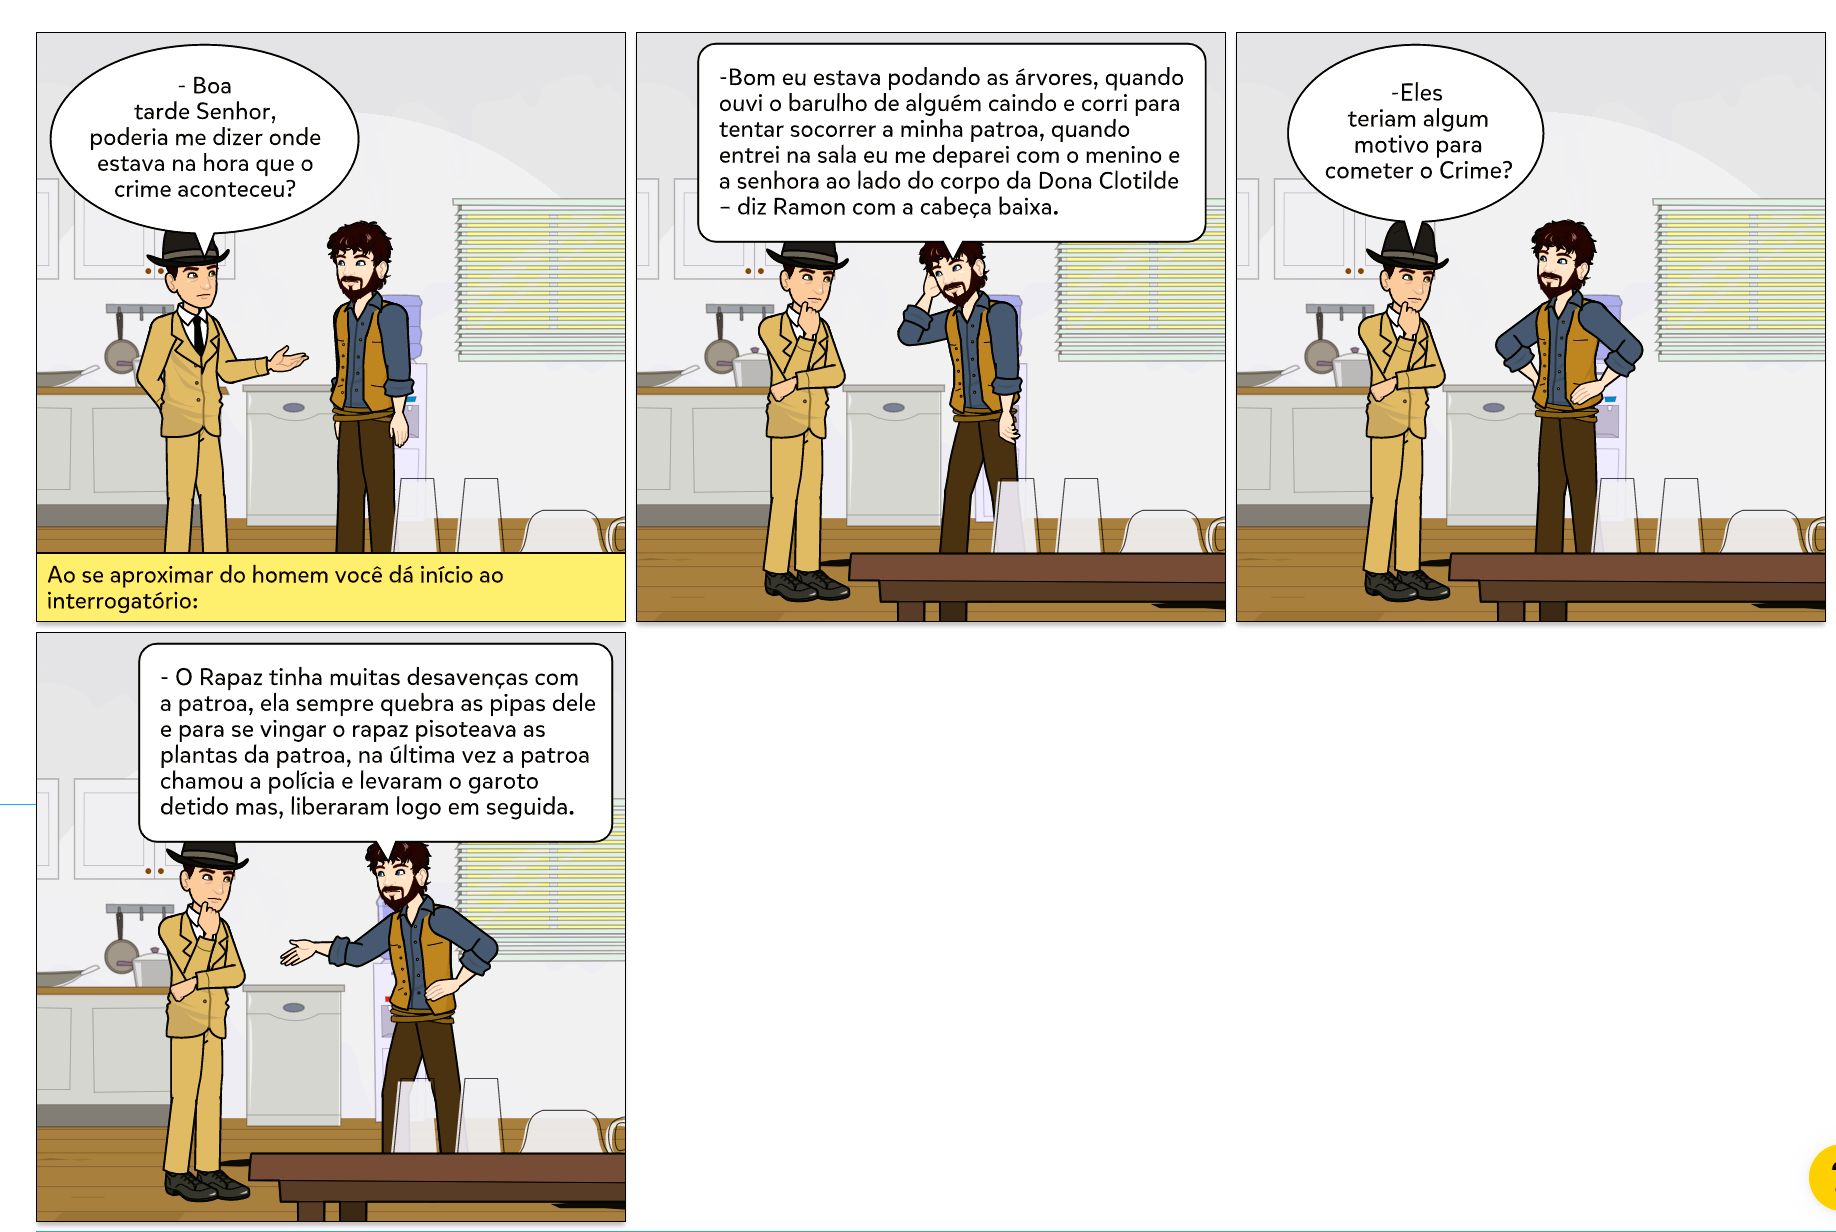 - Boa
tarde Senhor,
poderia me dizer onde
estava na hora que o
crime aconteceu?
Ao se aproximar do homem você dá início ao
interrogatório:
-Bom eu estava podando as árvores, quando
ouvi o barulho de alguém caindo e corri para
tentar socorrer a minha patroa, quando
entrei na sala eu me deparei com o menino e
a senhora ao lado do corpo da Dona Clotilde
– diz Ramon com a cabeça baixa.
-Eles
teriam algum
motivo para
cometer o Crime?
- O Rapaz tinha muitas desavenças com
a patroa, ela sempre quebra as pipas dele
e para se vingar o rapaz pisoteava as
plantas da patroa, na última vez a patroa
chamou a polícia e levaram o garoto
detido mas, liberaram logo em seguida.